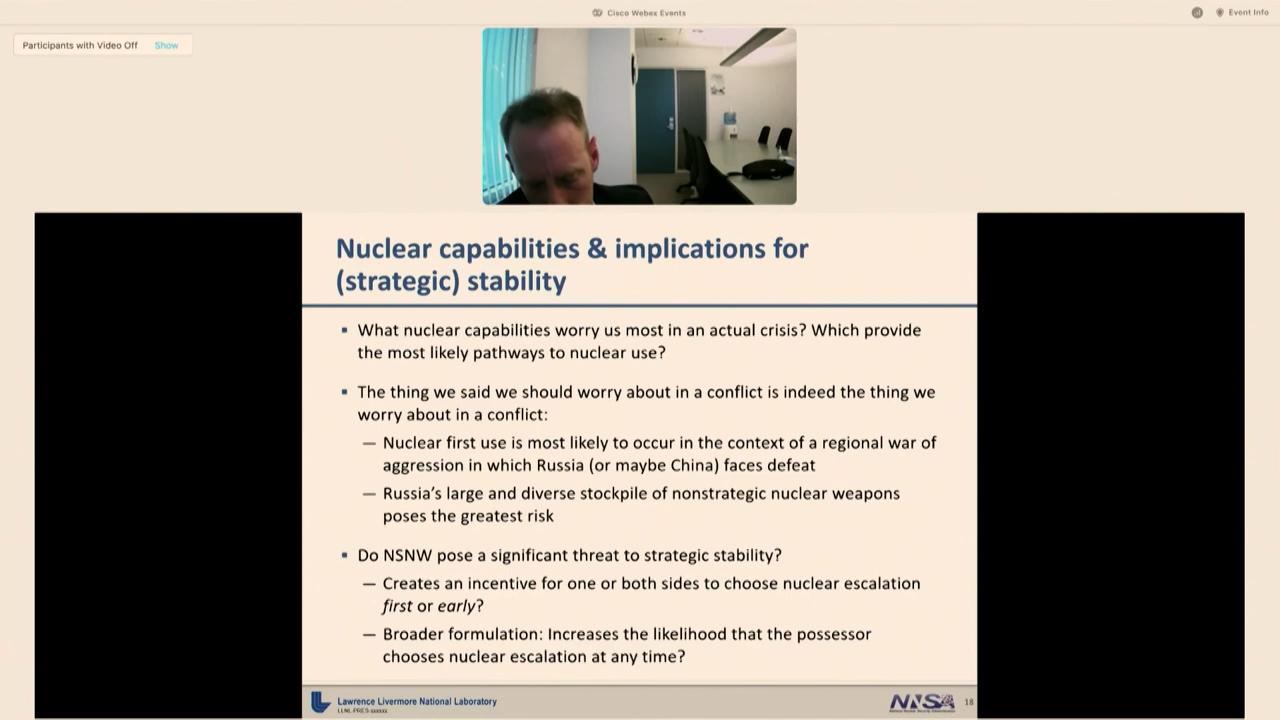 Cisco Webex Events
Event Info
Participants with Video Off Show
Nuclear capabilities & implications for
(strategic) stability
▪ What nuclear capabilities worry us most in an actual crisis? Which provide
the most likely pathways to nuclear use?
▪ The thing we said we should worry about in a conflict is indeed the thing we
worry about in a conflict:
— Nuclear first use is most likely to occur in the context of a regional war of
aggression in which Russia (or maybe China) faces defeat
— Russia's large and diverse stockpile of nonstrategic nuclear weapons
poses the greatest risk
▪ Do NSNW pose a significant threat to strategic stability?
— Creates an incentive for one or both sides to choose nuclear escalation
first or early?
— Broader formulation: Increases the likelihood that the possessor
chooses nuclear escalation at any time?
Lawrence Livermore National Laboratory
LLNL-PRES-xxxxxx
NNSA
18